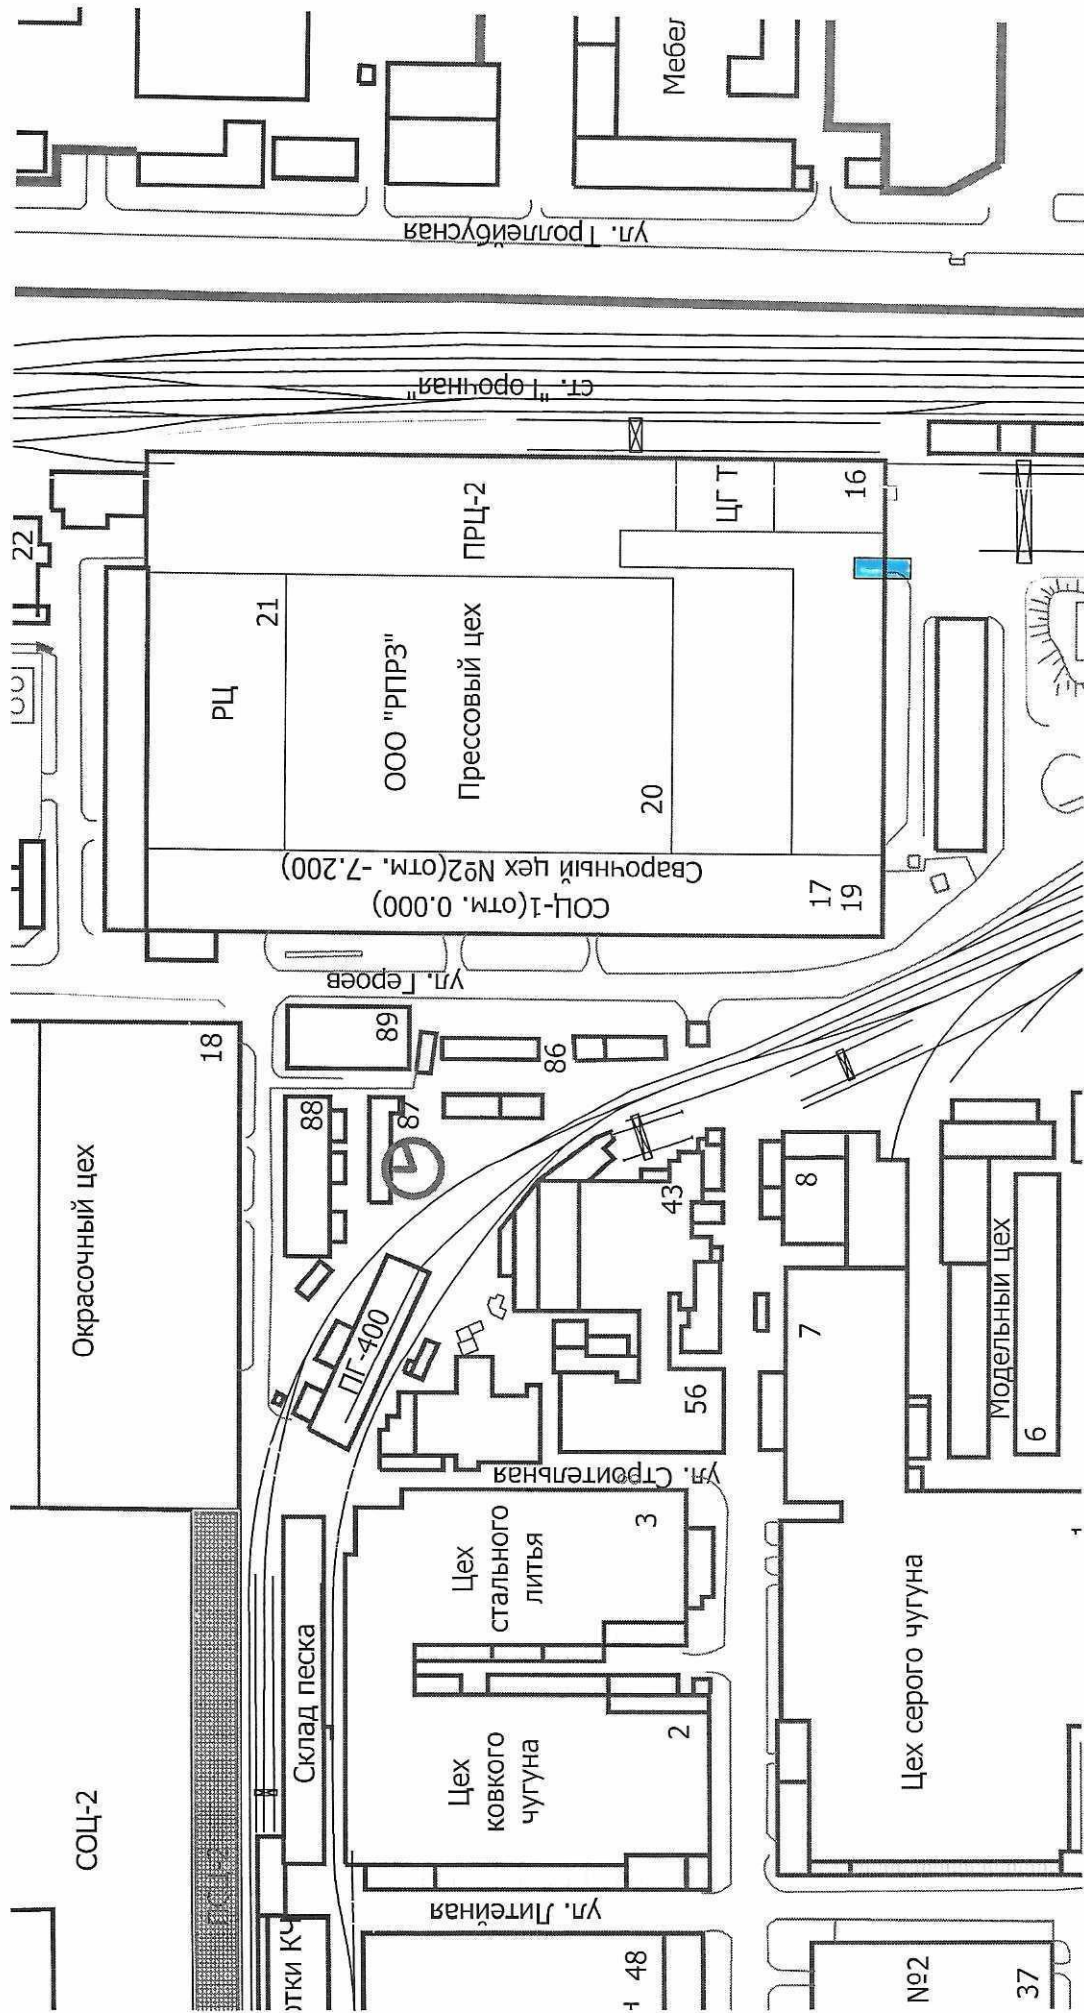 СОЦ-2
Окрасочный цех
18
22
РЦ
21
ООО "РПРЗ"
Прессовый цех
20
ПРЦ-2
ЦГТ
16
СОЦ-1(отм. 0.000)
Сварочный цех №2(отм. -7.200)
17
19
ст. "Горочная"
ул. Троллейбусная
Мебел
ул. Героев
89
88
87
86
ПГ-400
43
56
8
7
Модельный цех
6
ул. Строительная
Склад песка
Цех
стального
литья
3
Цех
ковкого
чугуна
2
Цех серого чугуна
ул. Литейная
отки КЧ
48
№2
37